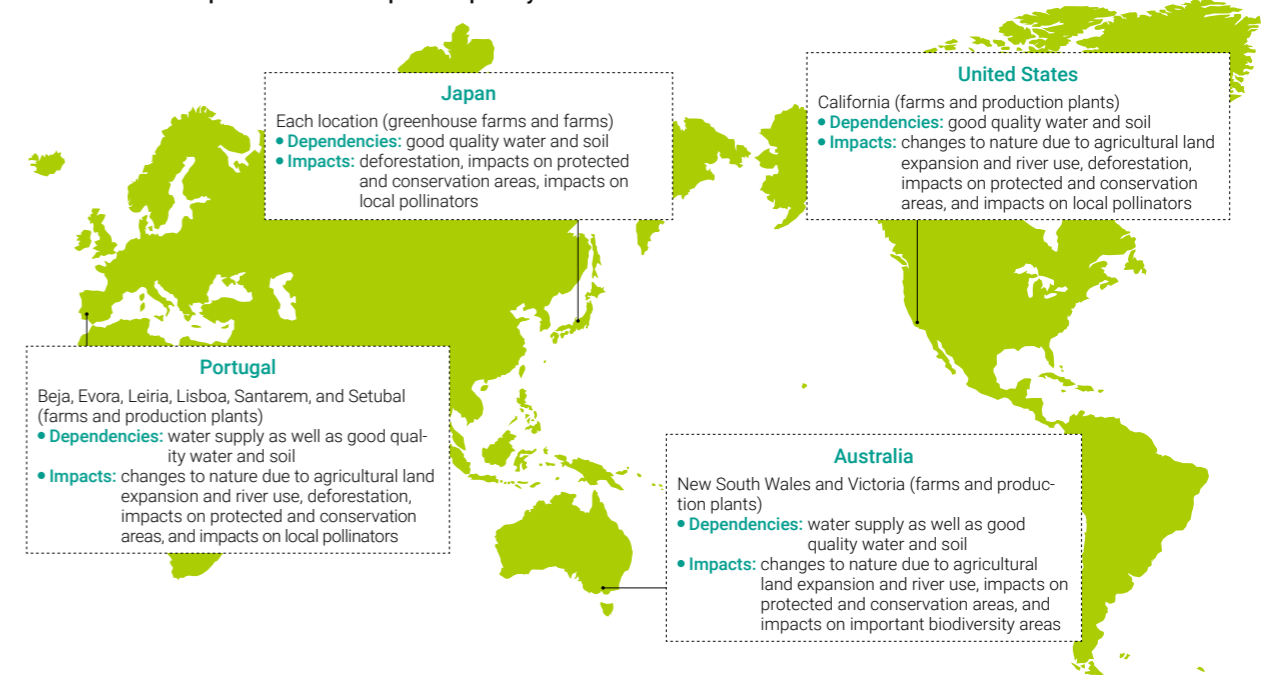 Japan
Each location (greenhouse farms and farms)
• Dependencies: good quality water and soil
• Impacts: deforestation, impacts on protected
and conservation areas, impacts on
local pollinators
United States
California (farms and production plants)
• Dependencies: good quality water and soil
• Impacts: changes to nature due to agricultural land
expansion and river use, deforestation,
impacts on protected and conservation
areas, and impacts on local pollinators
Portugal
Beja, Evora, Leiria, Lisboa, Santarem, and Setubal
(farms and production plants)
• Dependencies: water supply as well as good qual-
ity water and soil
• Impacts: changes to nature due to agricultural land
expansion and river use, deforestation,
impacts on protected and conservation
areas, and impacts on local pollinators
Australia
New South Wales and Victoria (farms and produc-
tion plants)
• Dependencies: water supply as well as good
quality water and soil
• Impacts: changes to nature due to agricultural
land expansion and river use, impacts on
protected and conservation areas, and
impacts on important biodiversity areas